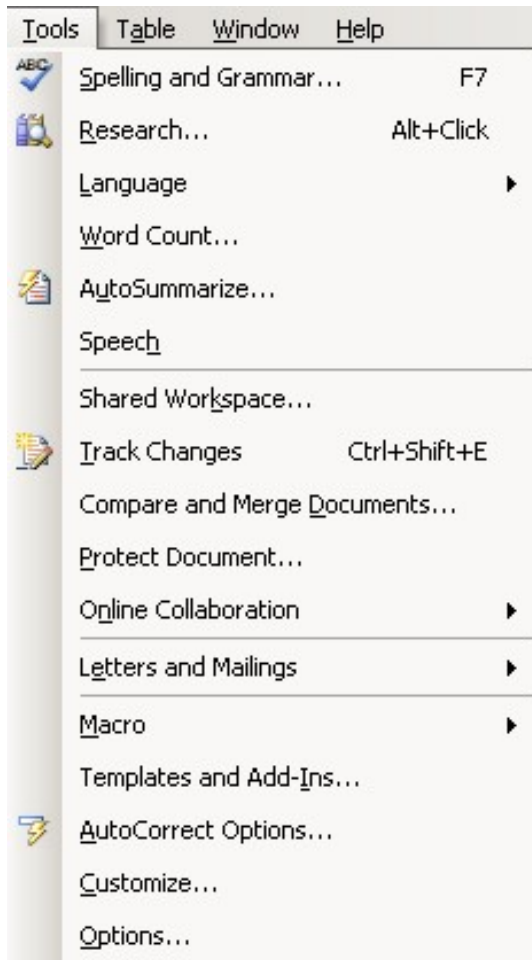 Tools Table Window Help
ABC
Spelling and Grammar... F7
Research... Alt+Click
Language
Word Count...
AutoSummarize...
Speech
Shared Workspace...
Track Changes Ctrl+Shift+E
Compare and Merge Documents...
Protect Document...
Online Collaboration
Letters and Mailings
Macro
Templates and Add-Ins...
AutoCorrect Options...
Customize...
Options...